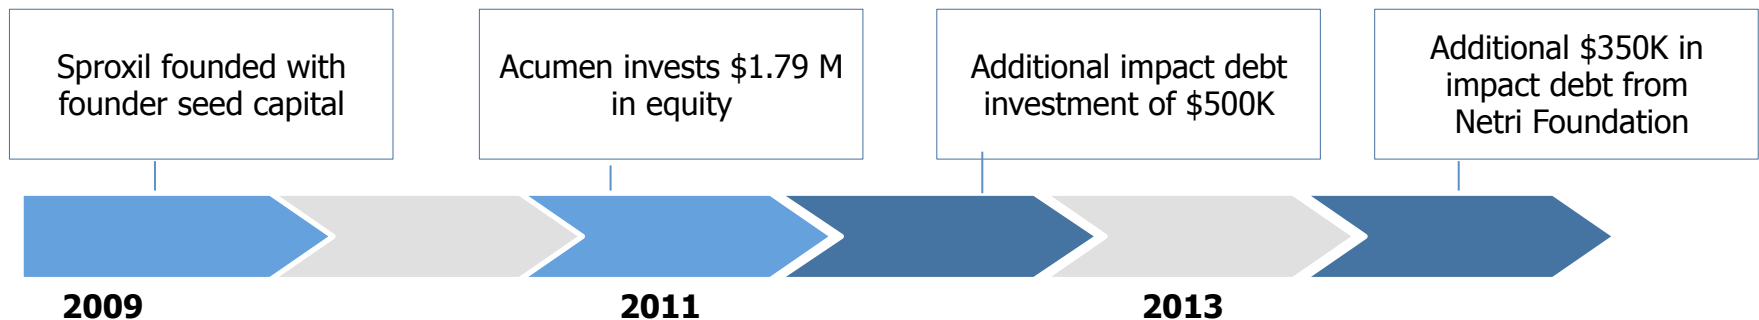 Sproxil founded with
founder seed capital
Acumen invests $1.79 M
in equity
Additional impact debt
investment of $500K
Additional $350K in
impact debt from
Netri Foundation
2009
2011
2013